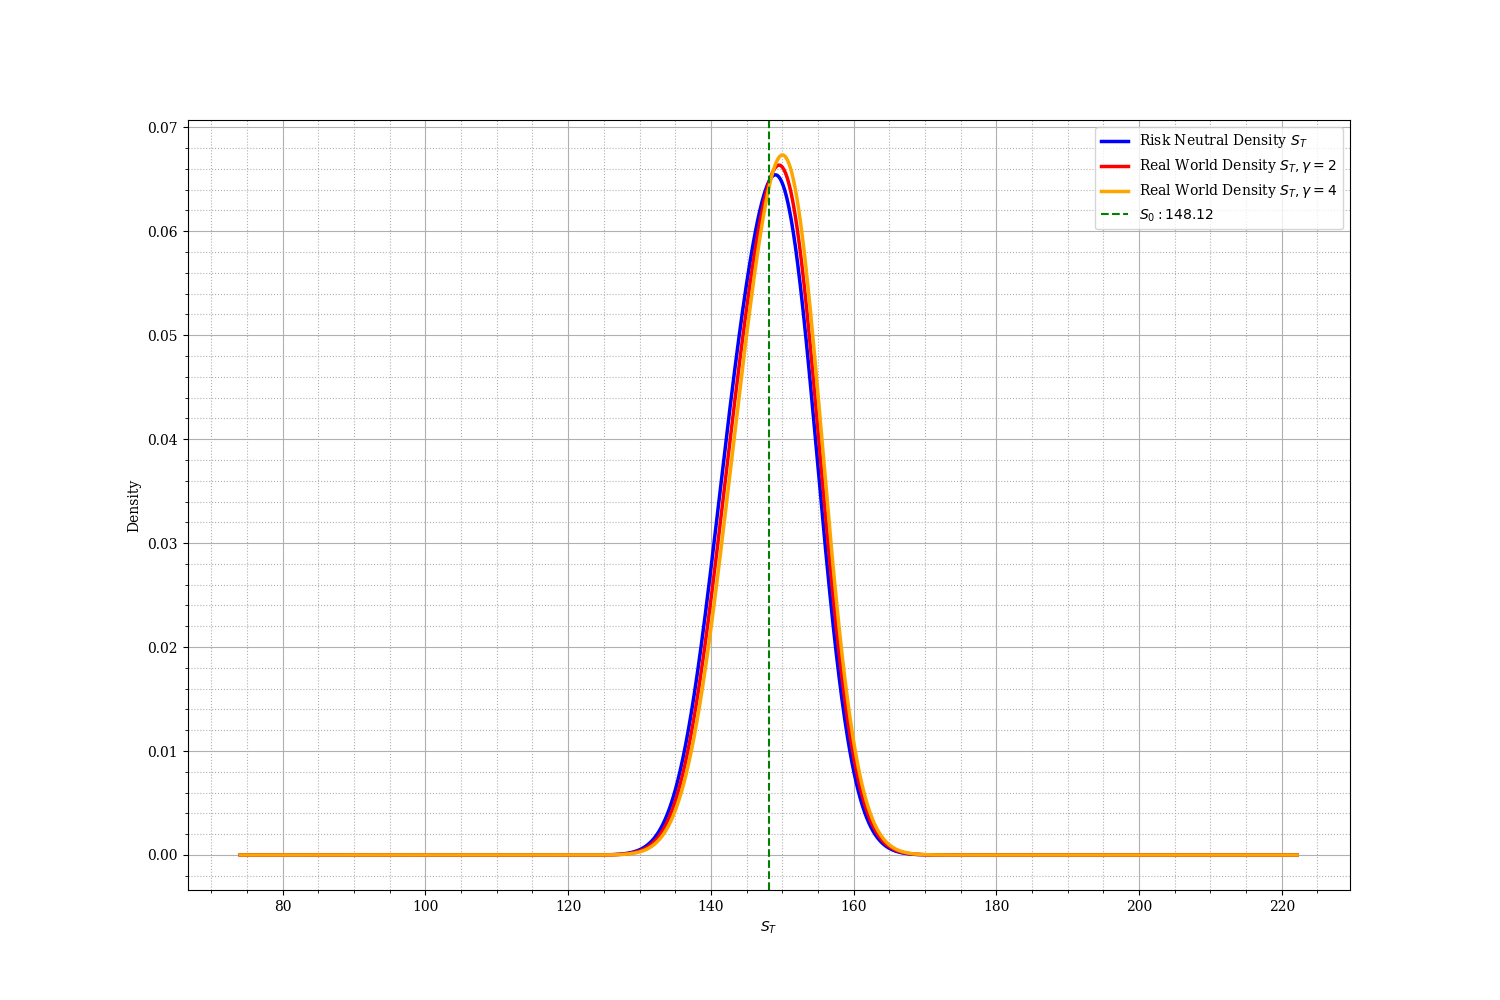 0.07
0.06
0.05
0.04
0.03
0.02
0.01
0.00
Density
Risk Neutral Density $S_T$
Real World Density $S_T, \gamma = 2$
Real World Density $S_T, \gamma = 4$
$S_0 : 148.12$
80 100 120 140 160 180 200 220
$S_T$